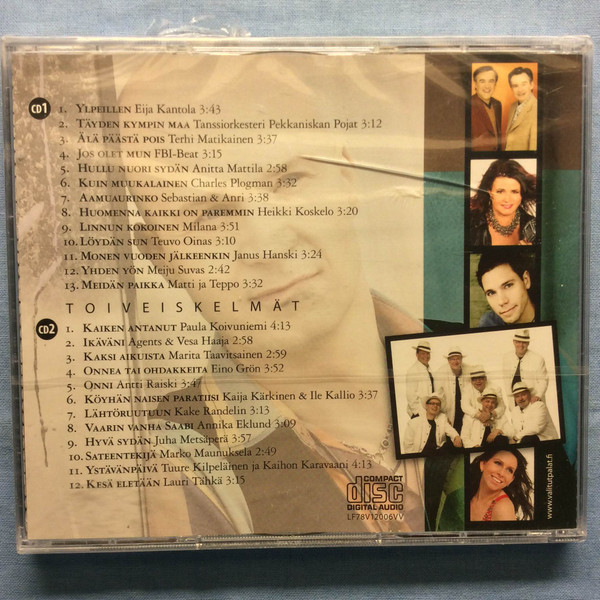 CD1
1. Ylpeillen Eija Kantola 3:43
2. Täyden kympin maa Tanssiorkesteri Pekkaniskan Pojat 3:12
3. Älä päästä pois Terhi Matikainen 3:37
4. Jos olet mun FBI-Beat 3:15
5. Hullu nuori sydän Anitta Mattila 2:58
6. Kuin muukalainen Charles Plogman 3:32
7. Aamuaurinko Sebastian & Anri 3:38
8. Huomenna kaikki on paremmin Heikki Koskelo 3:20
9. Linnun kokoinen Milana 3:51
10. Löydän sun Teuvo Oinas 3:10
11. Monen vuoden jälkeenkin Janus Hanski 3:24
12. Yhden yön Meiju Suvas 2:42
13. Meidän paikka Matti ja Teppo 3:32
TOIVEISKELMÄT
CD2
1. Kaiken antanut Paula Koivuniemi 4:13
2. Ikäväni Agents & Vesa Haaja 2:58
3. Kaksi aikuista Marita Taavitsainen 2:59
4. Onnea tai ohdakkeita Eino Grön 3:52
5. Onni Antti Raiski 3:47
6. Köyhän naisen paratiisi Kaija Kärkinen & Ile Kallio 3:37
7. Lähtöruutuun Kake Randelin 3:13
8. Vaarin vanha Saabi Annika Eklund 3:09
9. Hyvä sydän Juha Metsäperä 3:57
10. Sateentekijä Marko Maunuksela 2:49
11. Ystävänpäivä Tuure Kilpeläinen ja Kaihon Karavaani 4:13
12. Kesä eletään Lauri Tähkä 3:15
COMPACT
disc
DIGITAL AUDIO
LF78V12006VV
www.valitutpalat.fi